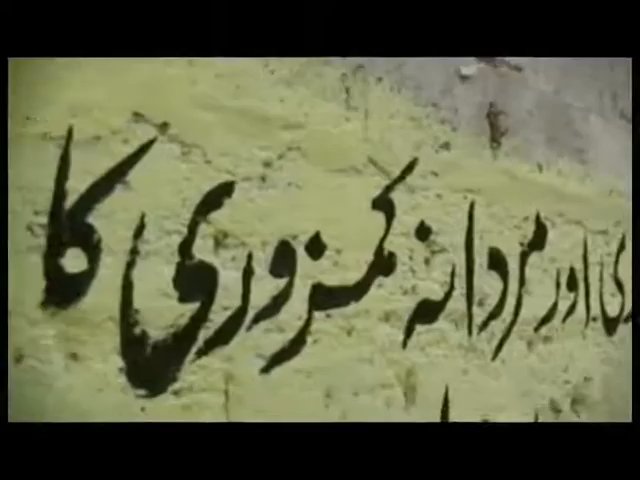 اور مردانہ کمزوری کا